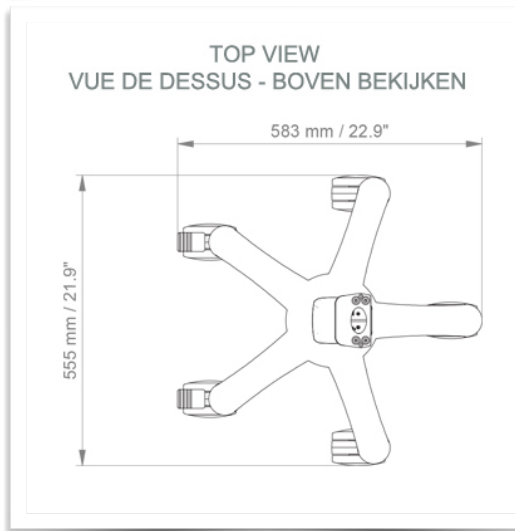 TOP VIEW
VUE DE DESSUS - BOVEN BEKIJKEN
583 mm / 22.9"
555 mm / 21.9"